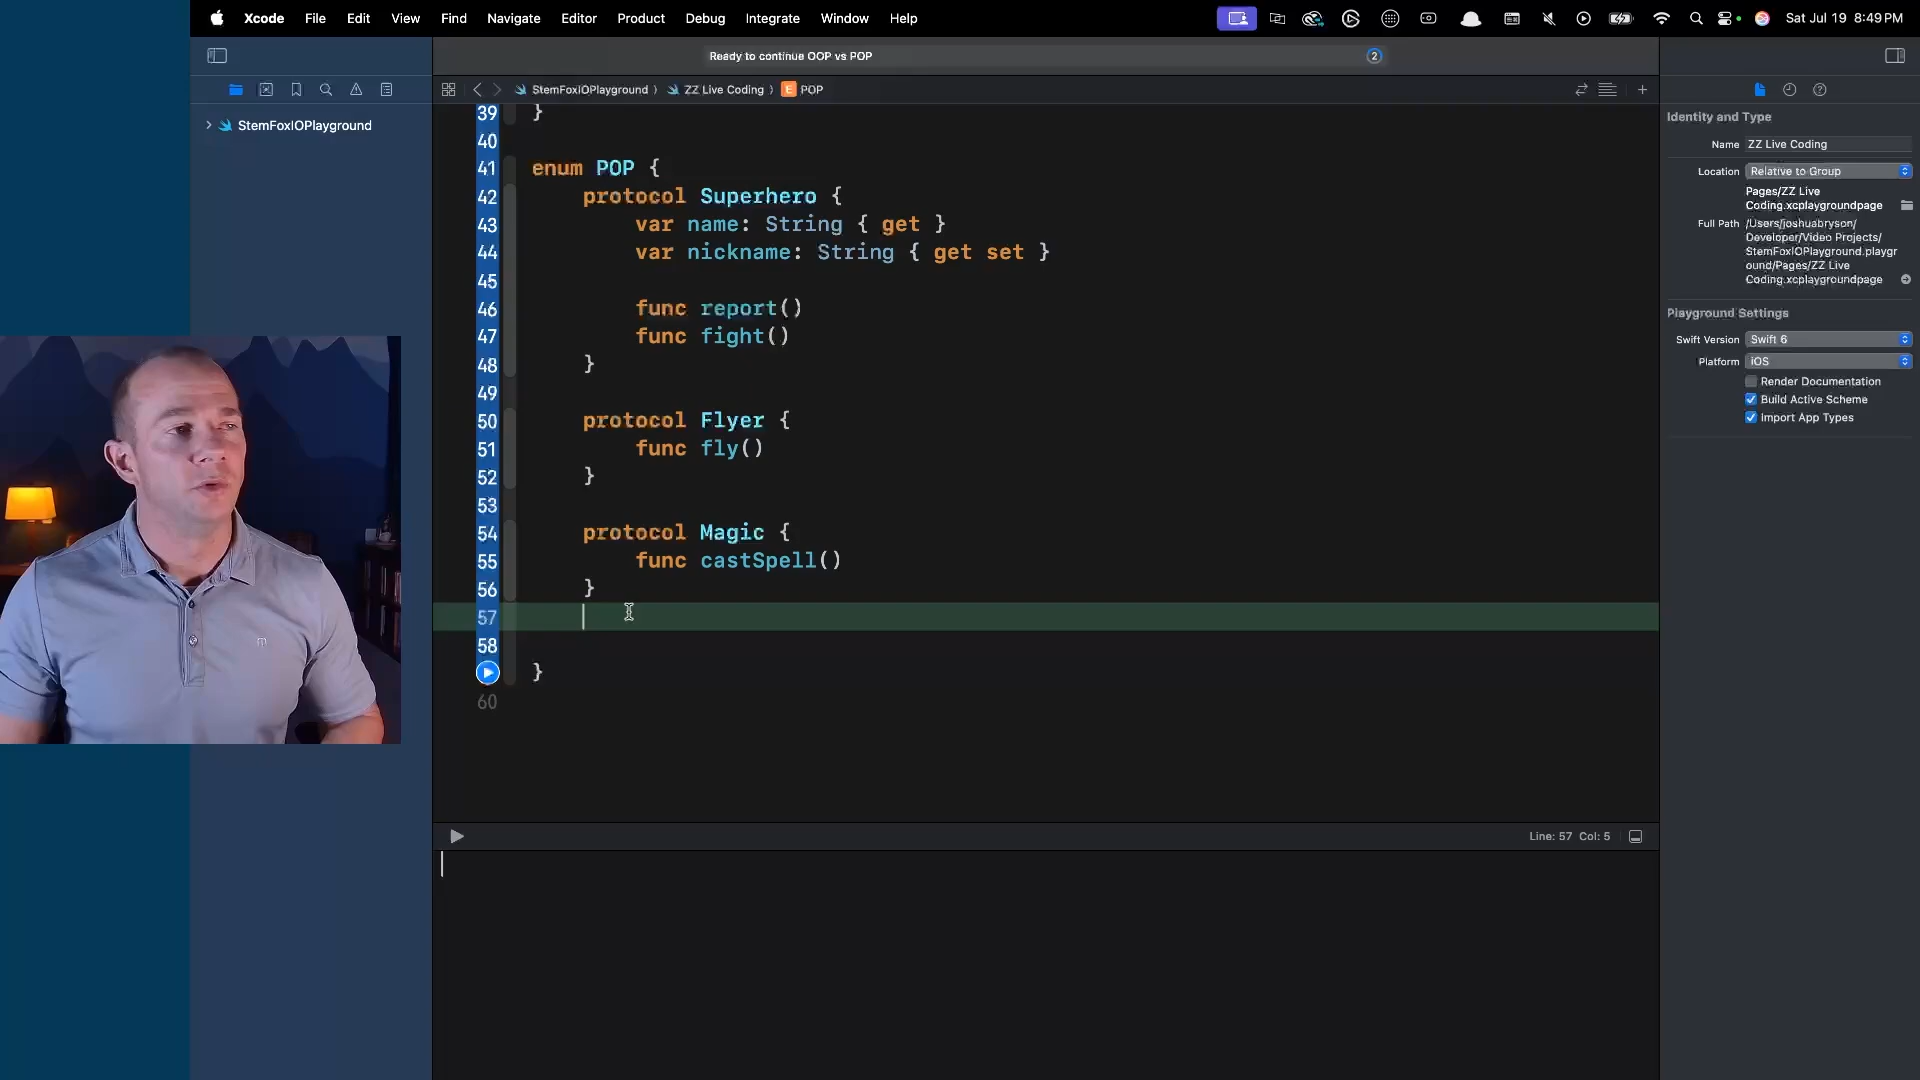 Xcode File Edit View Find Navigate Editor Product Debug Integrate Window Help
Sat Jul 19 8:49 PM
Ready to continue OOP vs POP
2
StemFoxIOPlayground
StemFoxIOPlayground ⟩ ZZ Live Coding ⟩ E POP
39 }
40
41 enum POP {
42 protocol Superhero {
43 var name: String { get }
44 var nickname: String { get set }
45
46 func report()
47 func fight()
48 }
49
50 protocol Flyer {
51 func fly()
52 }
53
54 protocol Magic {
55 func castSpell()
56 }
57
58
}
60
Line: 57 Col: 5
Identity and Type
Name ZZ Live Coding
Location Relative to Group
Pages/ZZ Live
Coding.xcplaygroundpage
Full Path /Users/joshuabryson/
Developer/Video Projects/
StemFoxIOPlayground.playgr
ound/Pages/ZZ Live
Coding.xcplaygroundpage
Playground Settings
Swift Version Swift 6
Platform iOS
Render Documentation
Build Active Scheme
Import App Types